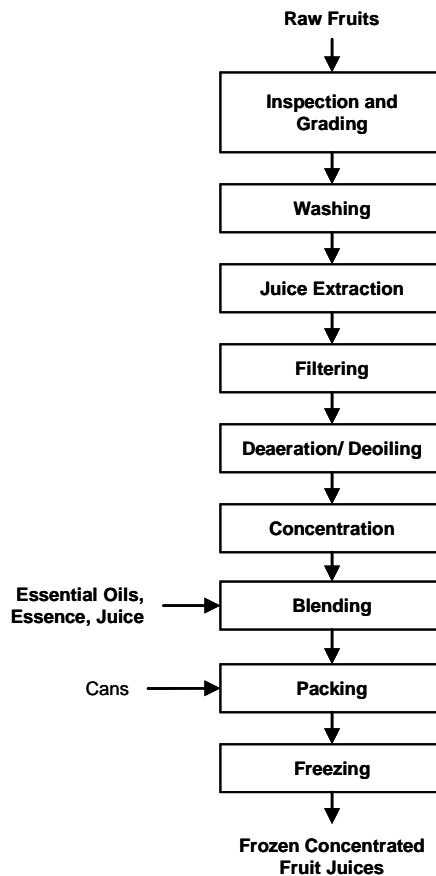 Raw Fruits
Inspection and
Grading
Washing
Juice Extraction
Filtering
Deaeration/ Deoiling
Concentration
Essential Oils,
Essence, Juice
Blending
Cans
Packing
Freezing
Frozen Concentrated
Fruit Juices